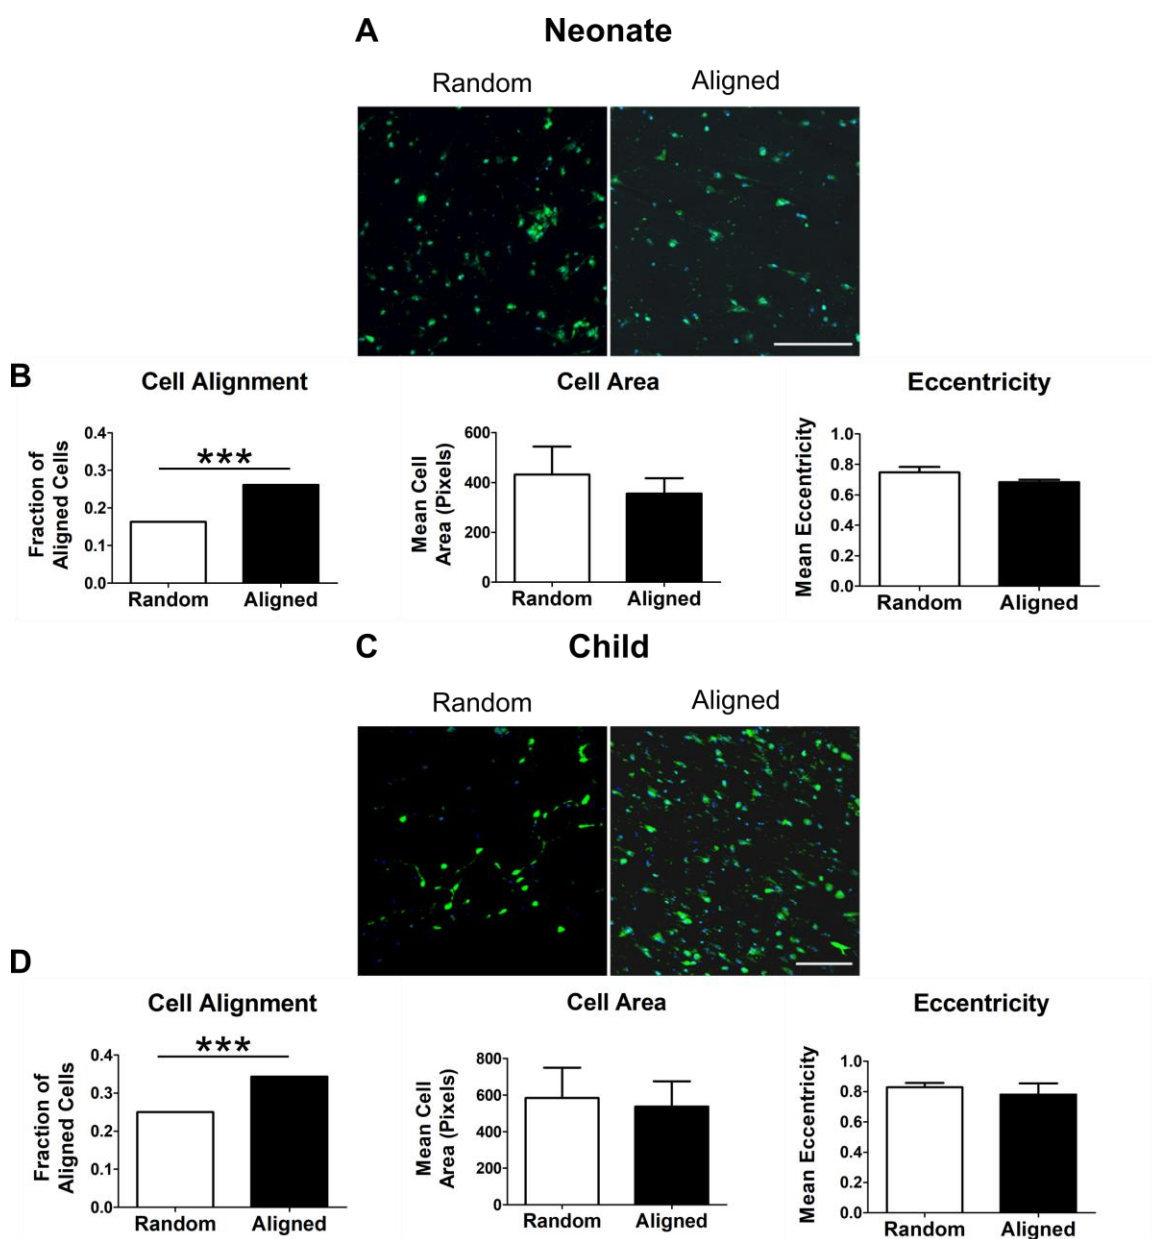 A Neonate
Random Aligned
B
Cell Alignment
Fraction of
Aligned Cells
0.4
0.3
0.2
0.1
0.0
***
Random Aligned
Cell Area
Mean Cell
Area (Pixels)
600
400
200
0
Random Aligned
Eccentricity
Mean Eccentricity
1.0
0.8
0.6
0.4
0.2
0.0
Random Aligned
C Child
Random Aligned
D
Cell Alignment
Fraction of
Aligned Cells
0.4
0.3
0.2
0.1
0.0
***
Random Aligned
Cell Area
Mean Cell
Area (Pixels)
800
600
400
200
0
Random Aligned
Eccentricity
Mean Eccentricity
1.0
0.8
0.6
0.4
0.2
0.0
Random Aligned